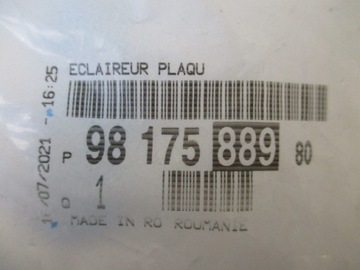 ECLAIREUR PLAQU
P 98 175 889 80
Q 1
MADE IN RO ROUMANIE
/07/2021 - 16:25